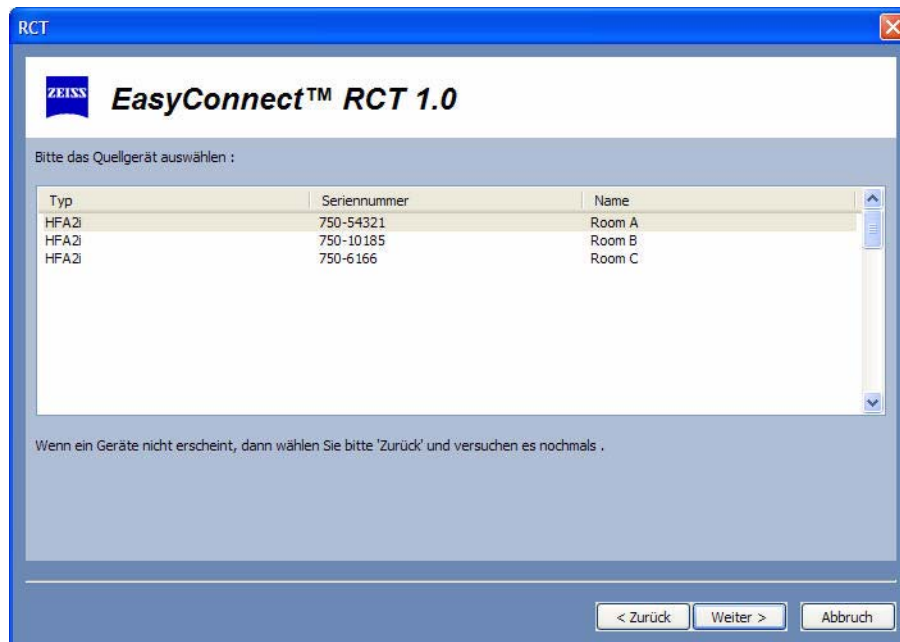 RCT
ZEISS
EasyConnect™ RCT 1.0
Bitte das Quellgerät auswählen :
Typ Seriennummer Name
HFA2i 750-54321 Room A
HFA2i 750-10185 Room B
HFA2i 750-6166 Room C
Wenn ein Geräte nicht erscheint, dann wählen Sie bitte 'Zurück' und versuchen es nochmals .
< Zurück Weiter > Abbruch